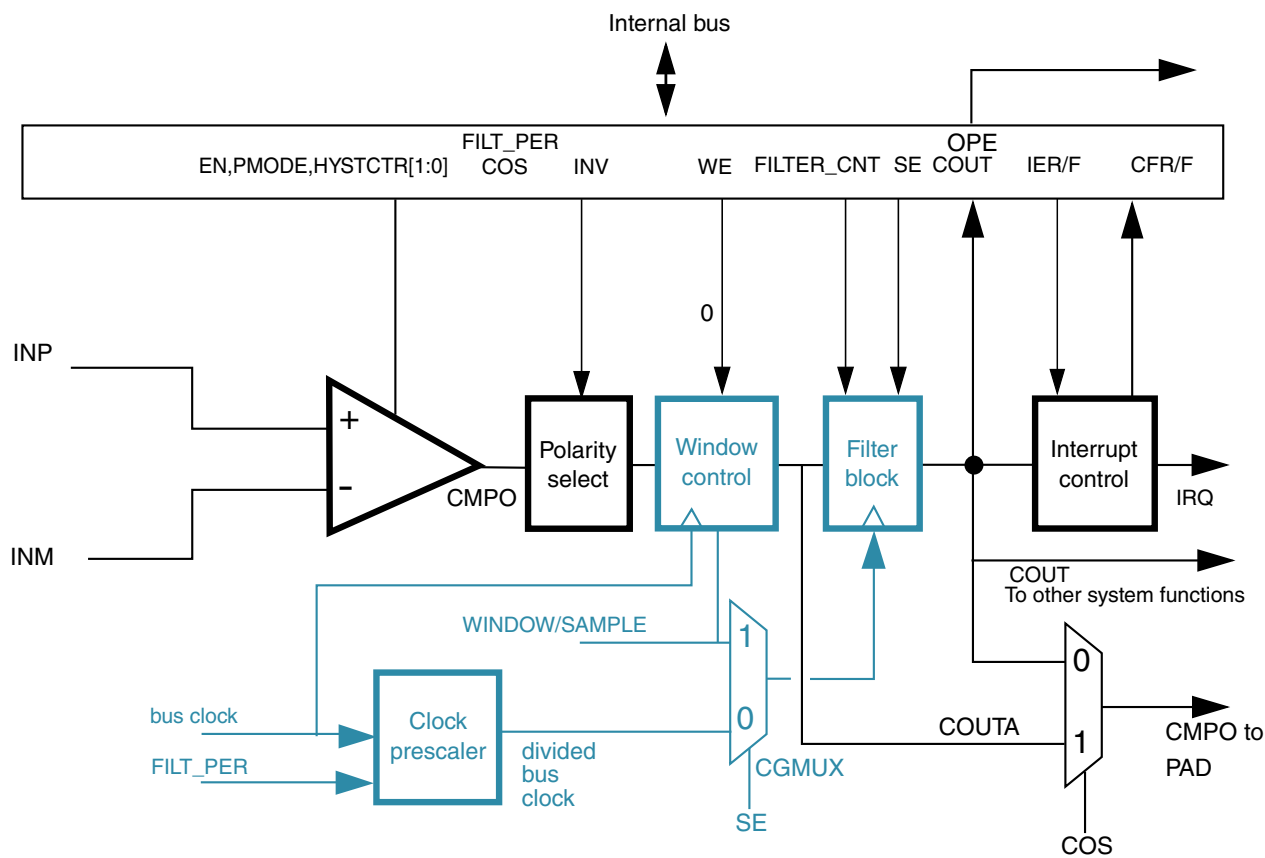 Internal bus
FILT_PER
OPE
EN,PMODE,HYSTCTR[1:0]
COS
INV
WE
FILTER_CNT
SE
COUT
IER/F
CFR/F
0
INP
+
-
INM
CMPO
Polarity
select
Window
control
Filter
block
Interrupt
control
IRQ
COUT
To other system functions
WINDOW/SAMPLE
1
0
CGMUX
SE
bus clock
FILT_PER
Clock
prescaler
divided
bus
clock
COUTA
0
1
CMPO to
PAD
COS